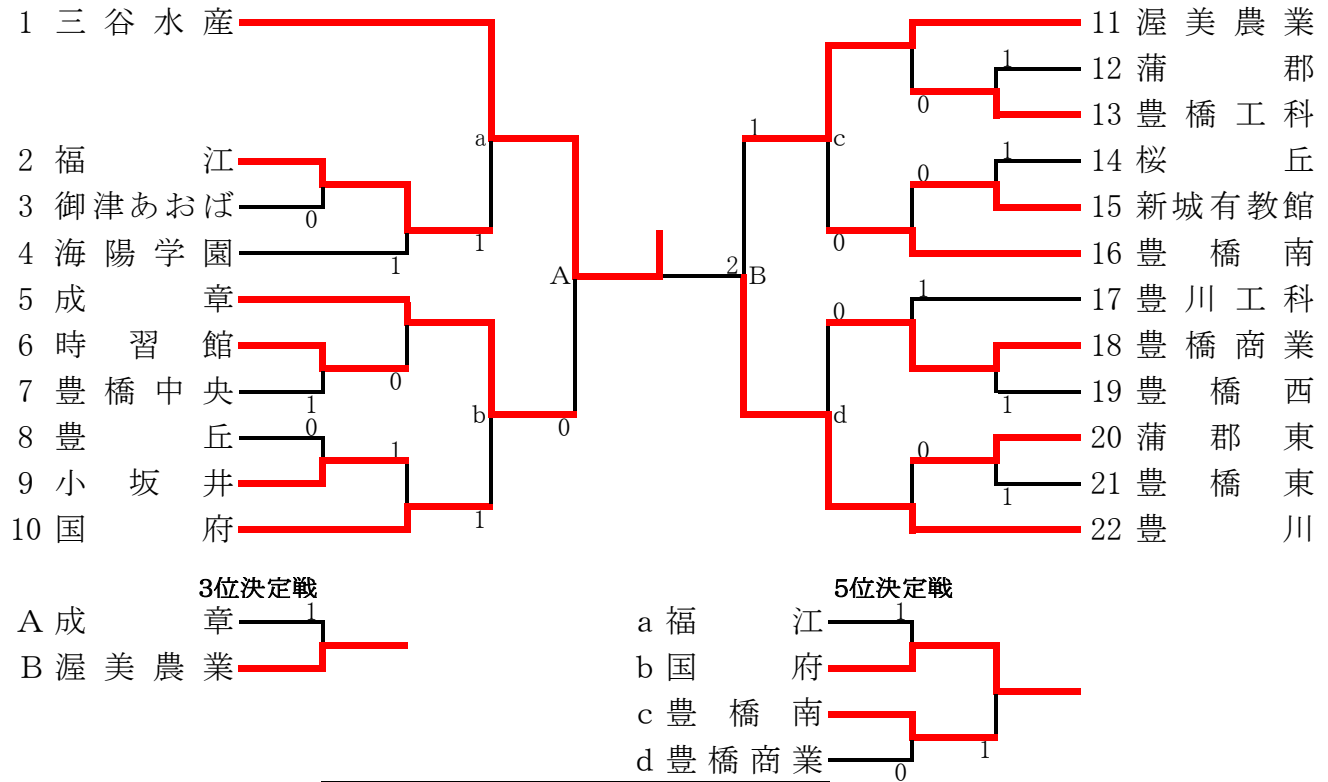 1 三谷水産
2 福江
3 御津あおば
4 海陽学園
5 成章
6 時習館
7 豊橋中央
8 豊丘
9 小坂井
10 国府
a
0
1
1
A
0
1
0
1
b
0
1
11 渥美農業
12 蒲郡
13 豊橋工科
14 桜丘
15 新城有教館
16 豊橋南
17 豊川工科
18 豊橋商業
19 豊橋西
20 蒲郡東
21 豊橋東
22 豊川
1
0
1
c
1
0
0
2
B
1
0
1
d
0
1
3位決定戦
A 成章
1
B 渥美農業
5位決定戦
a 福江
1
b 国府
c 豊橋南
1
d 豊橋商業
0